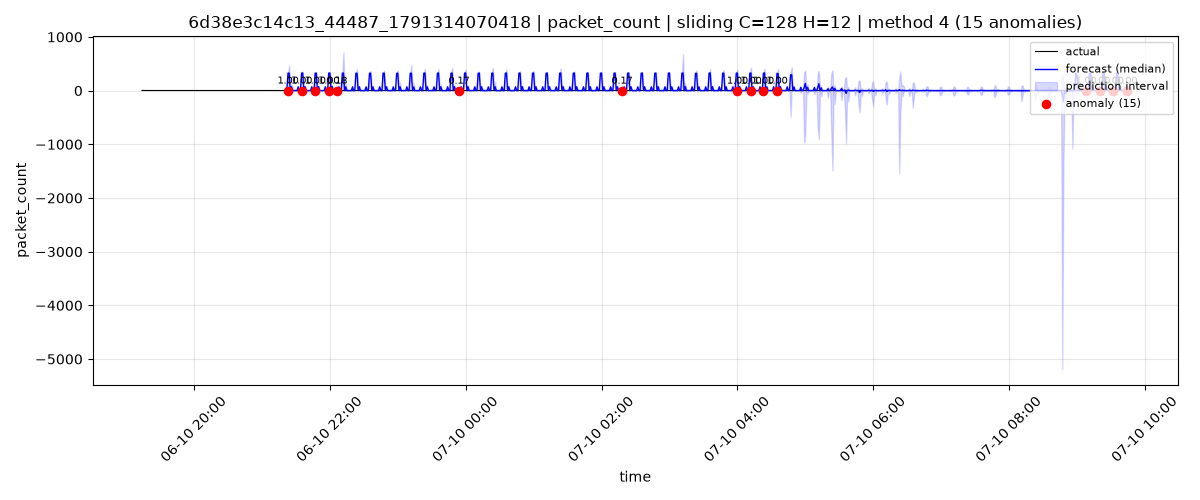 6d38e3c14c13_44487_1791314070418 | packet_count | sliding C=128 H=12 | method 4 (15 anomalies)
1000
0
−1000
−2000
−3000
−4000
−5000
packet_count
actual
forecast (median)
prediction interval
anomaly (15)
0.17
0.17
06-10 20:00
06-10 22:00
07-10 00:00
07-10 02:00
07-10 04:00
07-10 06:00
07-10 08:00
07-10 10:00
time